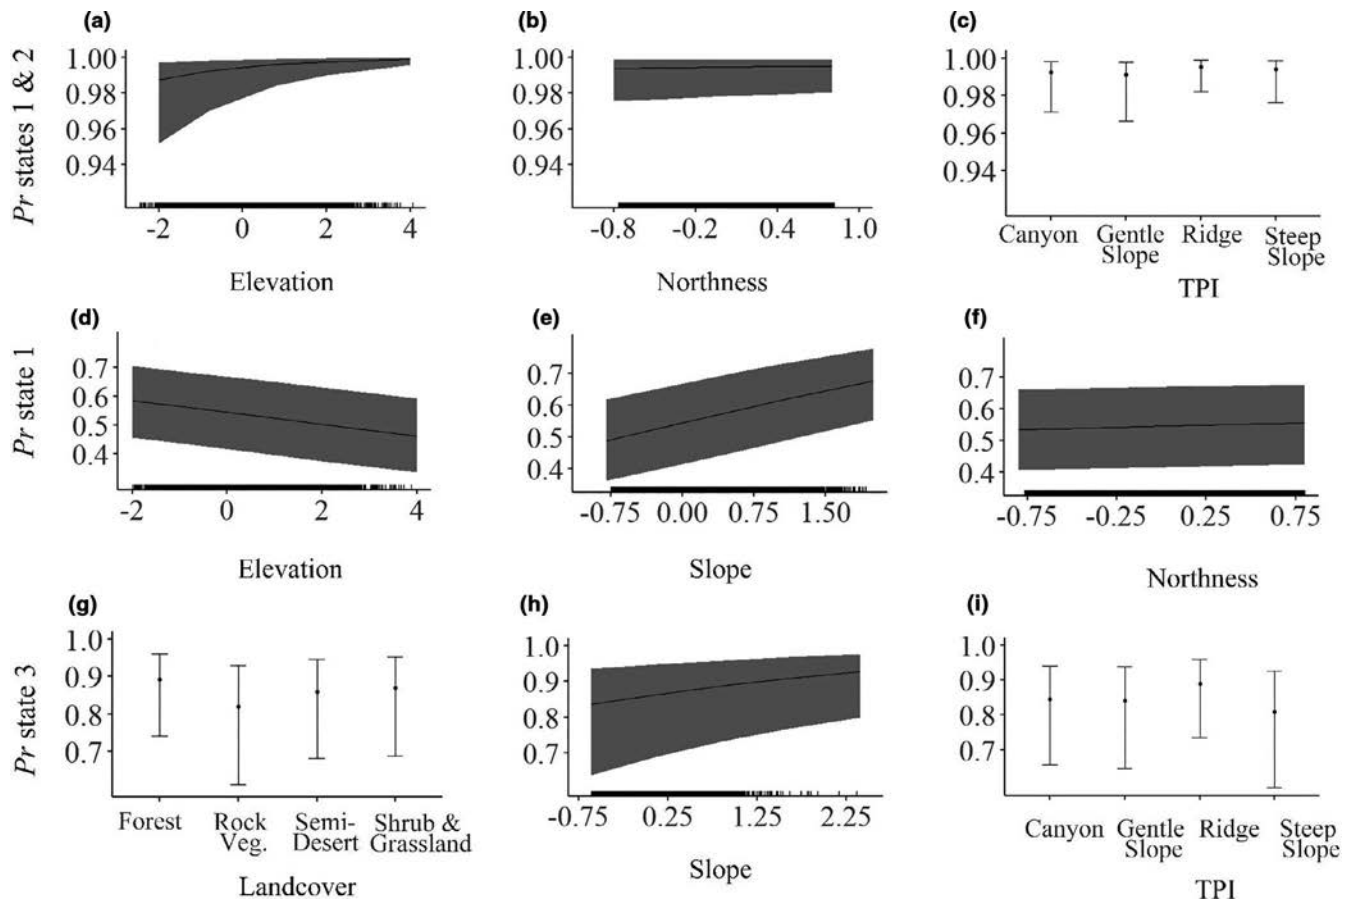 (a) (b) (c)
Pr states 1 & 2
1.00 1.00 1.00
0.98 0.98 0.98
0.96 0.96 0.96
0.94 0.94 0.94
-2 0 2 4
-0.8 -0.2 0.4 1.0
Canyon Gentle Slope Ridge Steep Slope
Elevation Northness TPI
(d) (e) (f)
Pr state 1
0.7 0.7 0.7
0.6 0.6 0.6
0.5 0.5 0.5
0.4 0.4 0.4
-2 0 2 4
-0.75 0.00 0.75 1.50
-0.75 -0.25 0.25 0.75
Elevation Slope Northness
(g) (h) (i)
Pr state 3
1.0 1.0 1.0
0.9 0.9 0.9
0.8 0.8 0.8
0.7 0.7 0.7
Forest Rock Veg. Semi-Desert Shrub & Grassland
-0.75 0.25 1.25 2.25
Canyon Gentle Slope Ridge Steep Slope
Landcover Slope TPI